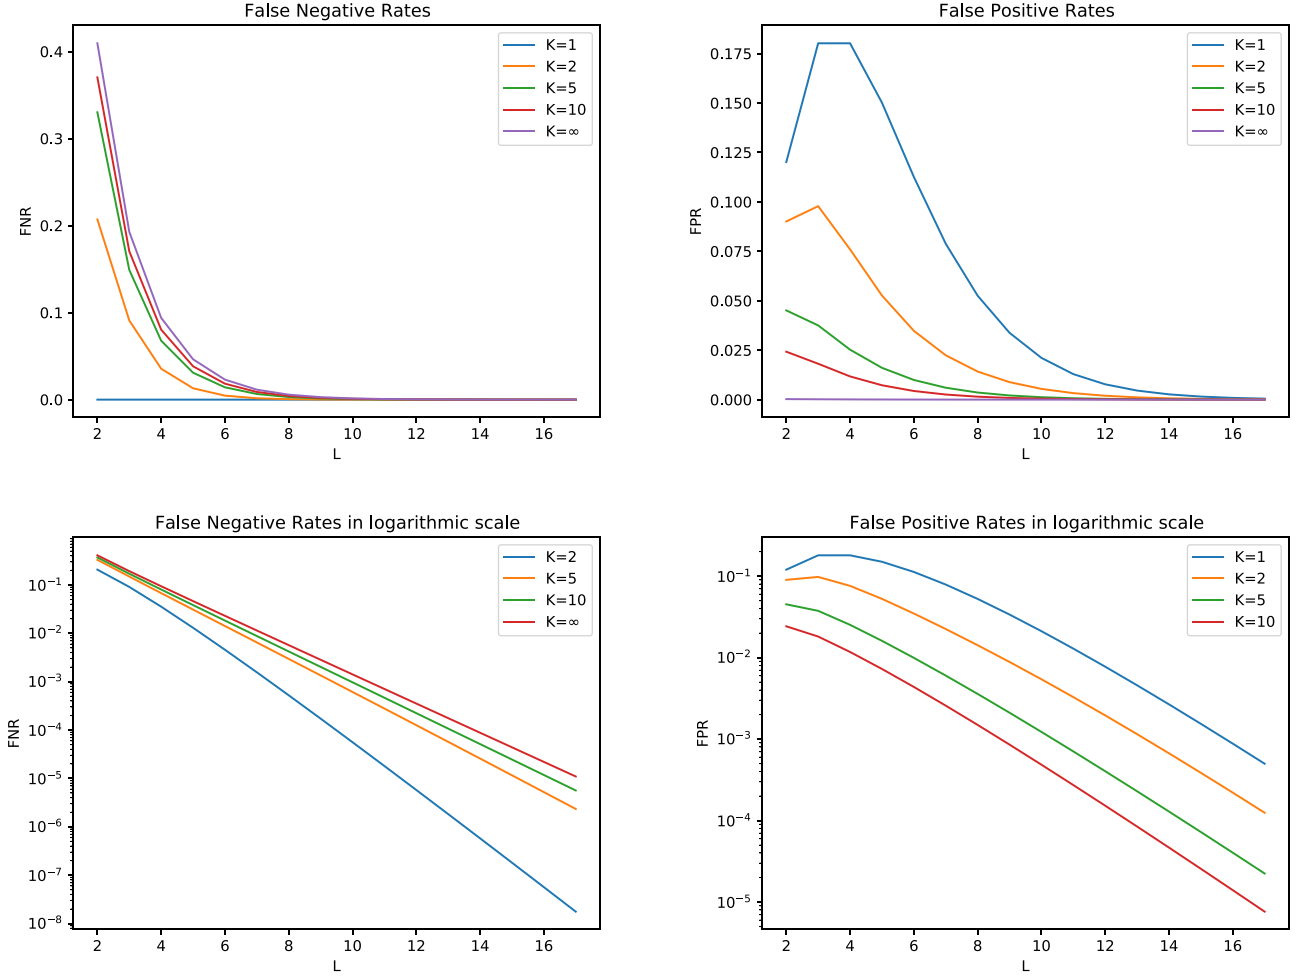 False Negative Rates
FNR
0.4
0.3
0.2
0.1
0.0
2 4 6 8 10 12 14 16
L
K=1
K=2
K=5
K=10
K=∞
False Positive Rates
FPR
0.175
0.150
0.125
0.100
0.075
0.050
0.025
0.000
2 4 6 8 10 12 14 16
L
K=1
K=2
K=5
K=10
K=∞
False Negative Rates in logarithmic scale
FNR
10⁻¹
10⁻²
10⁻³
10⁻⁴
10⁻⁵
10⁻⁶
10⁻⁷
10⁻⁸
2 4 6 8 10 12 14 16
L
K=2
K=5
K=10
K=∞
False Positive Rates in logarithmic scale
FPR
10⁻¹
10⁻²
10⁻³
10⁻⁴
10⁻⁵
2 4 6 8 10 12 14 16
L
K=1
K=2
K=5
K=10